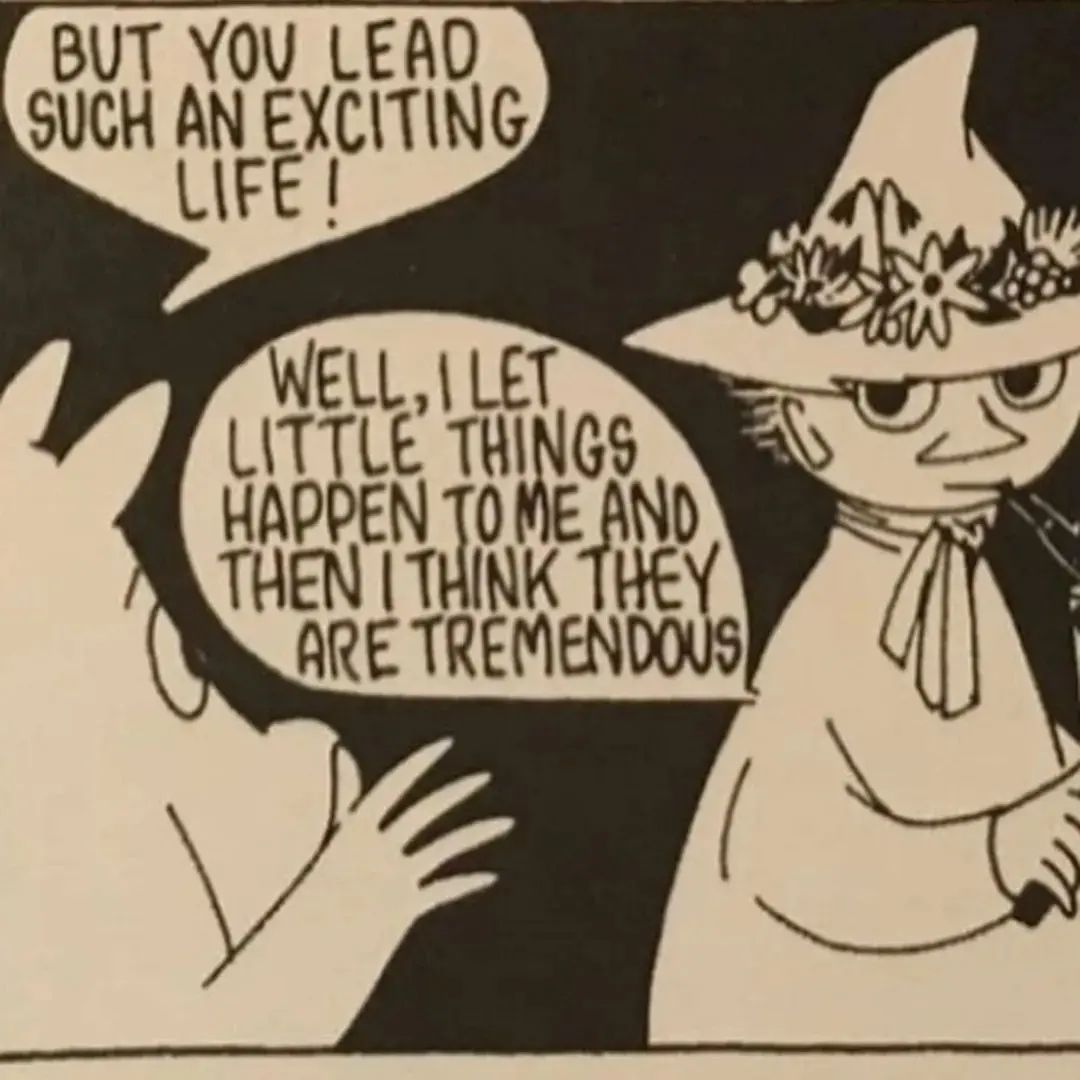 BUT YOU LEAD
SUCH AN EXCITING
LIFE!
WELL, I LET
LITTLE THINGS
HAPPEN TO ME AND
THEN I THINK THEY
ARE TREMENDOUS